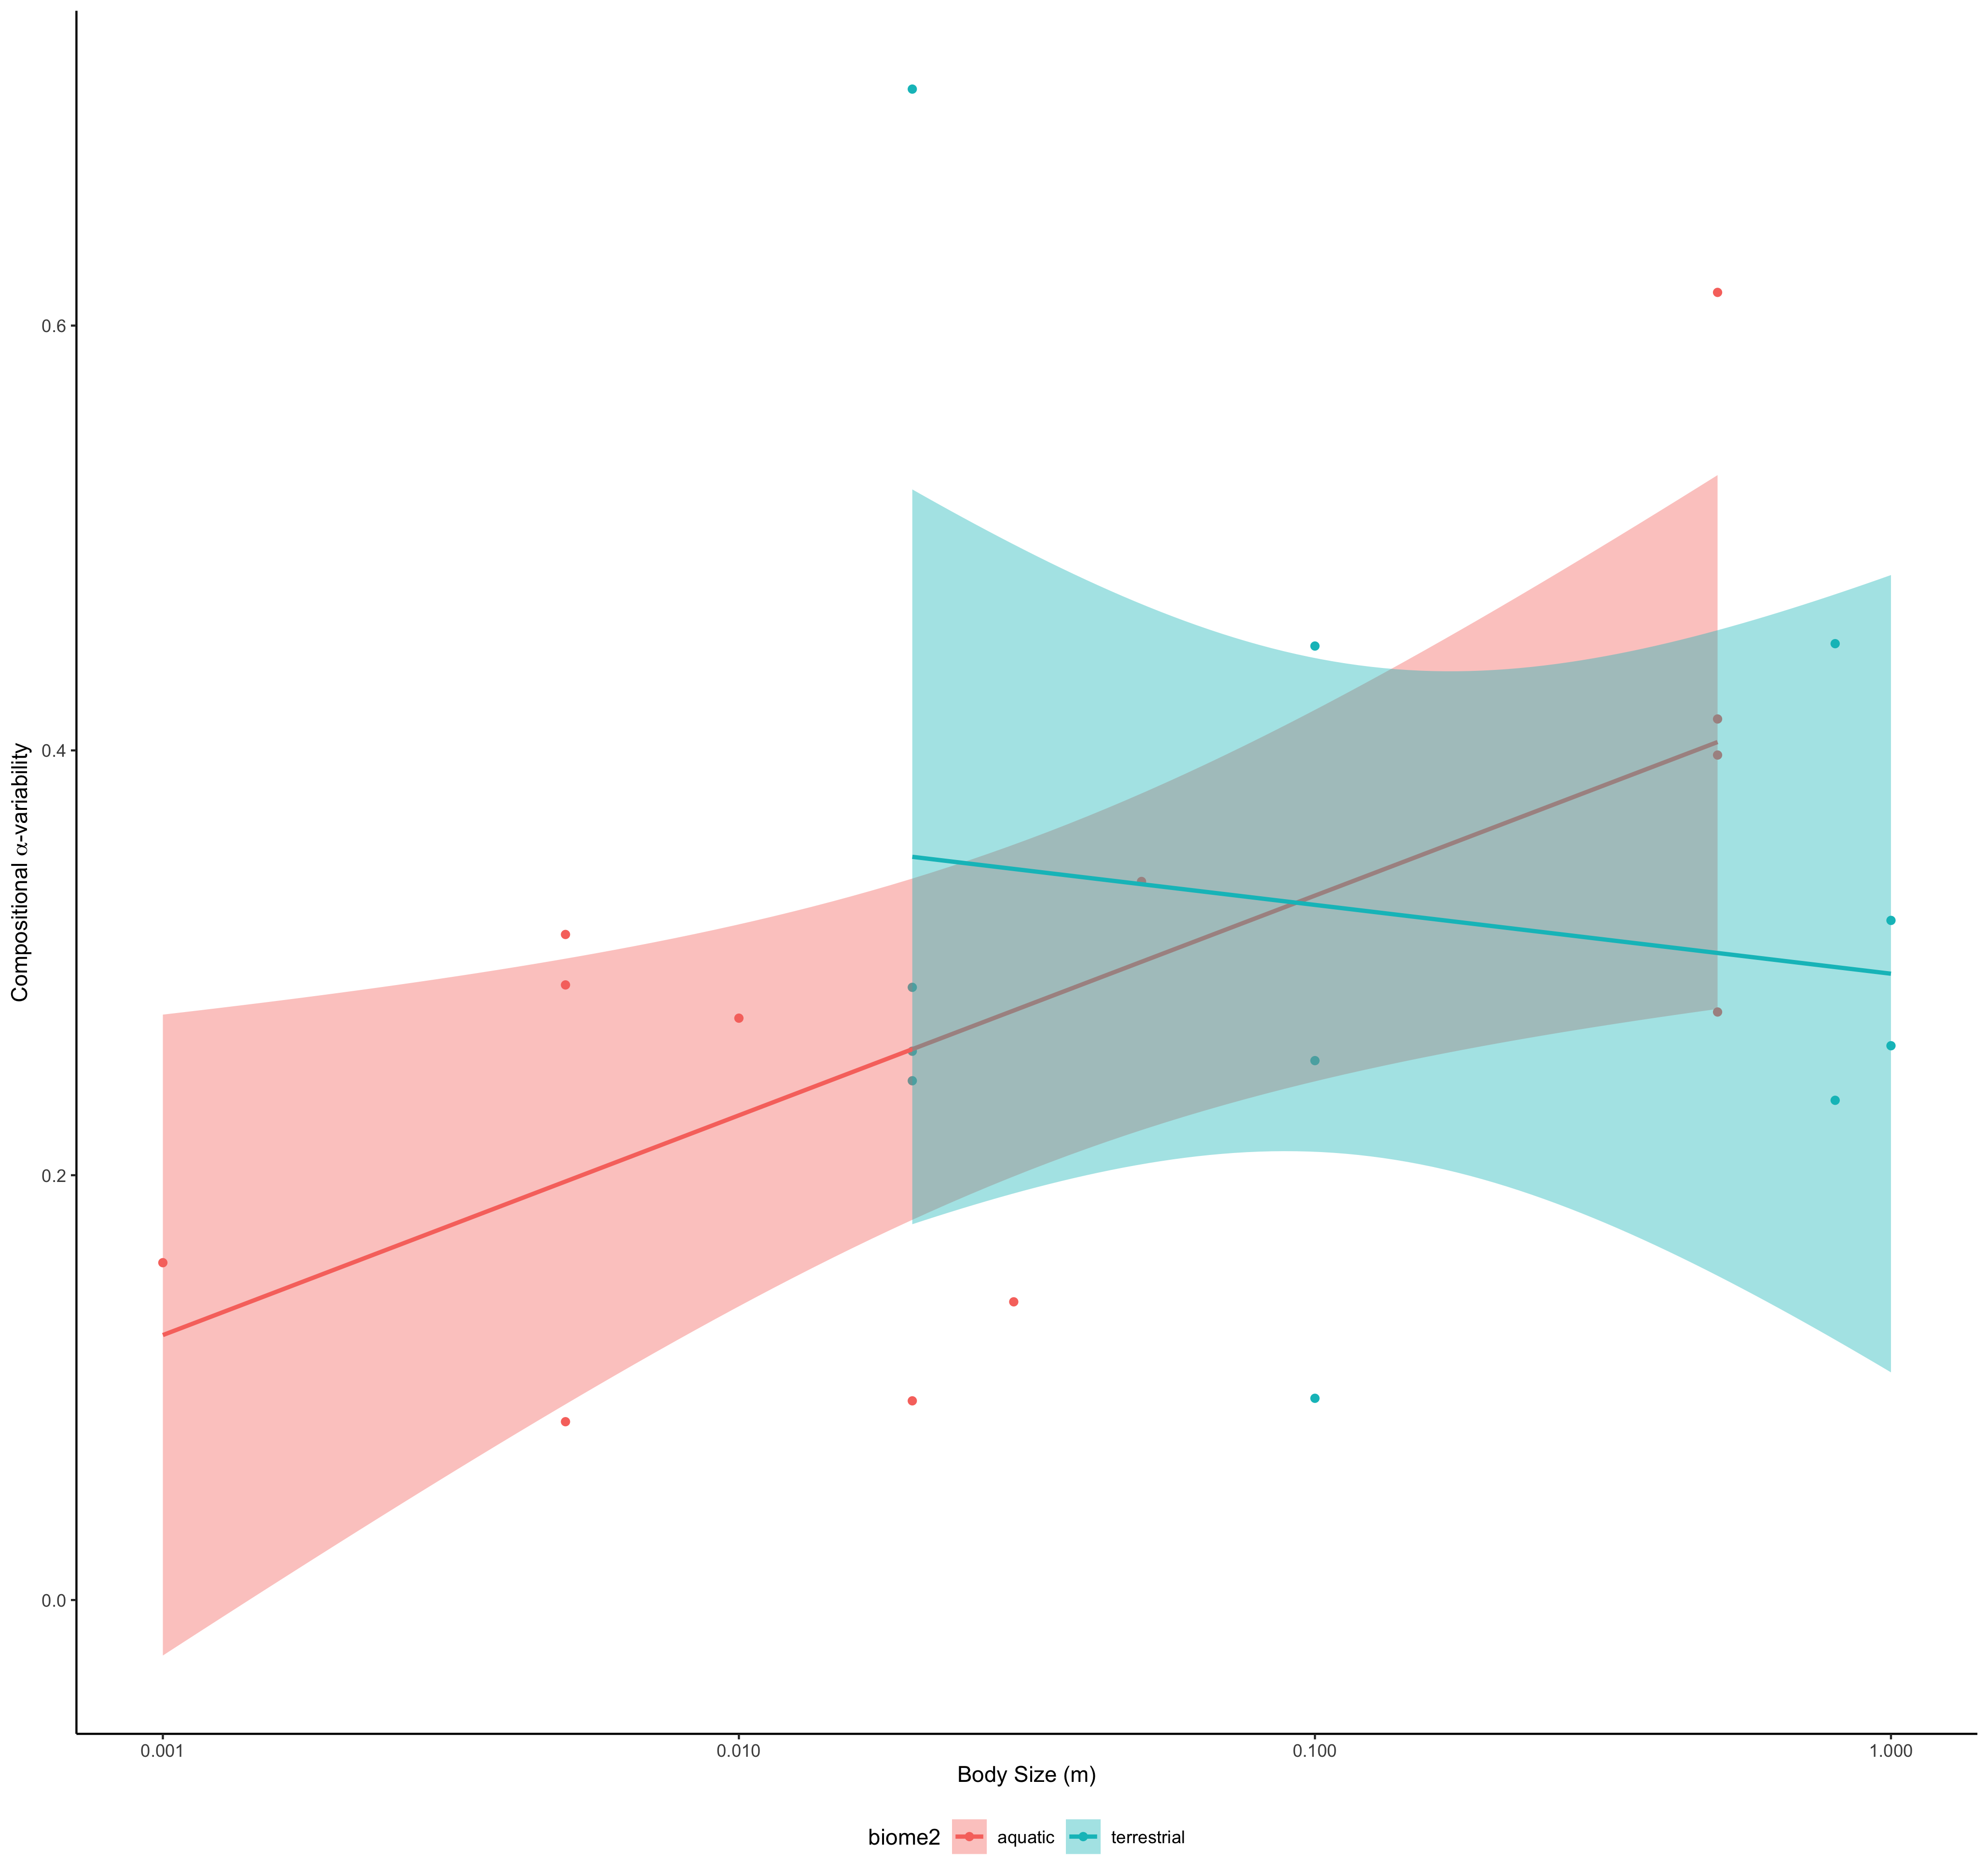 Compositional α-variability
0.6
0.4
0.2
0.0
0.001 0.010 0.100 1.000
Body Size (m)
biome2 aquatic terrestrial